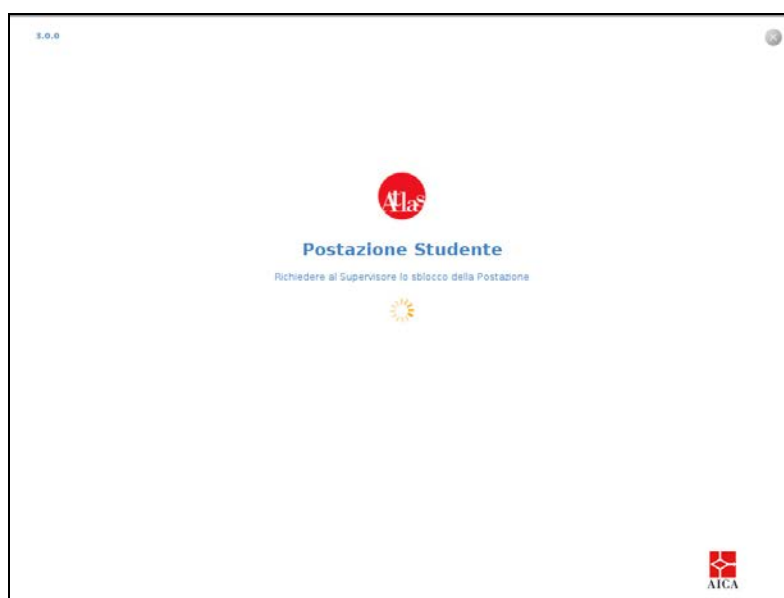 3.0.0
Atlas
Postazione Studente
Richiedere al Supervisore lo sblocco della Postazione
AICA